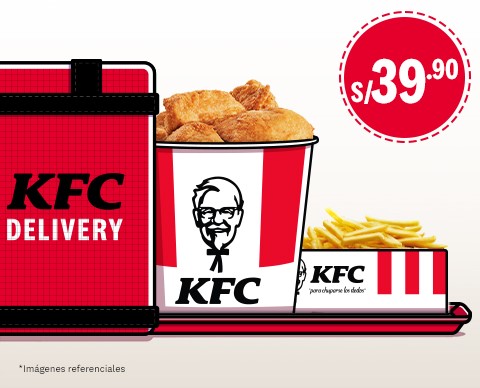 S/39.90
KFC
DELIVERY
KFC
KFC
"para chuparse los dedos"
*Imágenes referenciales